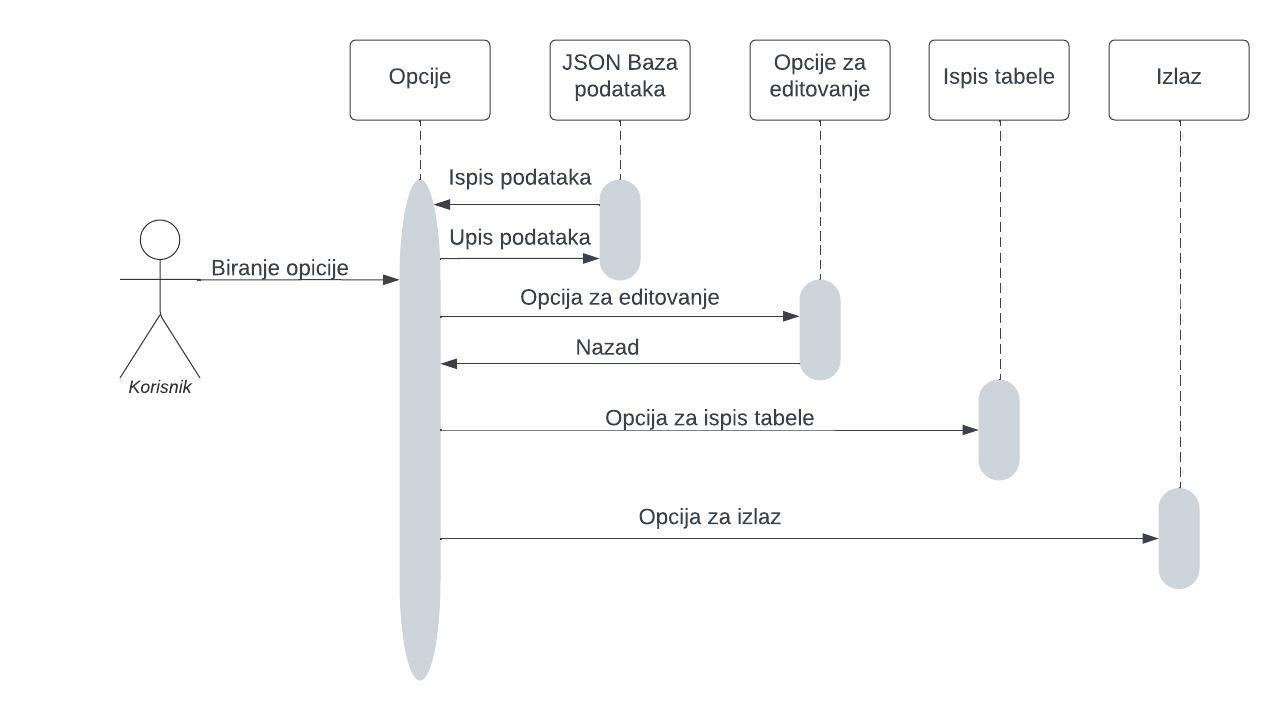 Opcije
JSON Baza
podataka
Opcije za
editovanje
Ispis tabele
Izlaz
Ispis podataka
Upis podataka
Biranje opicije
Opcija za editovanje
Nazad
Korisnik
Opcija za ispis tabele
Opcija za izlaz